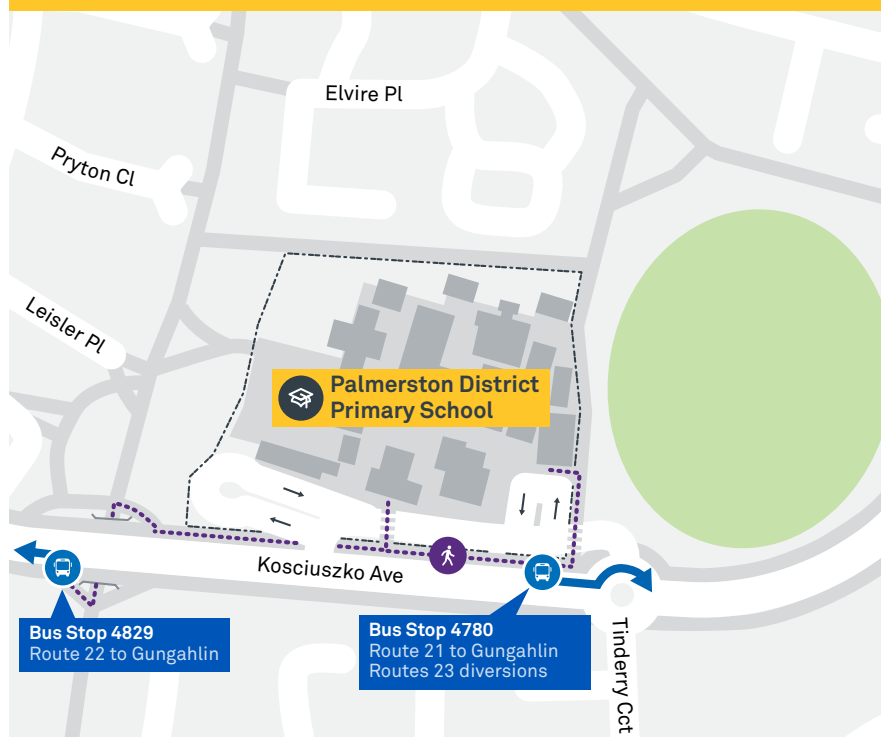 Elvire Pl
Pryton Cl
Leisler Pl
Palmerston District
Primary School
Kosciuszko Ave
Bus Stop 4829
Route 22 to Gungahlin
Bus Stop 4780
Route 21 to Gungahlin
Routes 23 diversions
Tinderry Cct